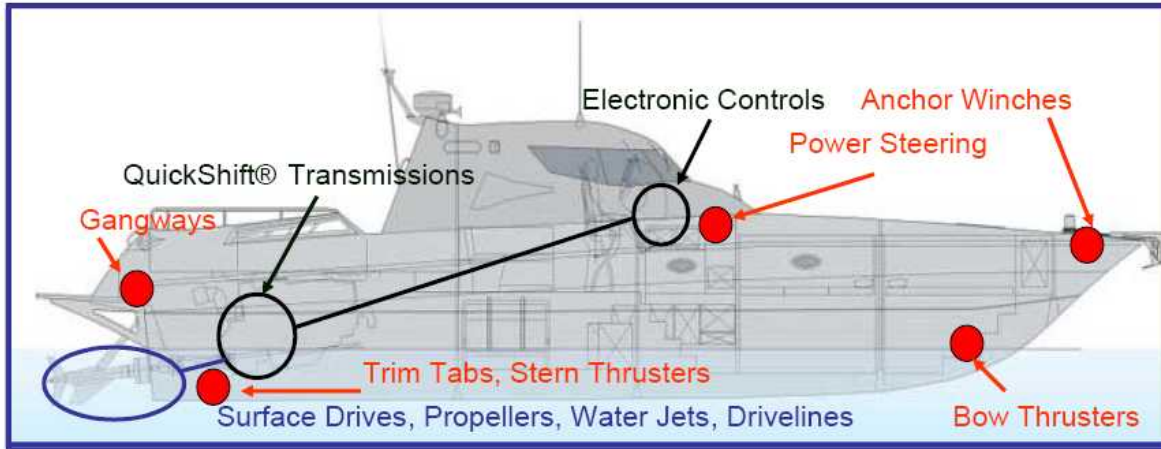 Electronic Controls
Anchor Winches
Power Steering
QuickShift® Transmissions
Gangways
Trim Tabs, Stern Thrusters
Surface Drives, Propellers, Water Jets, Drivelines
Bow Thrusters